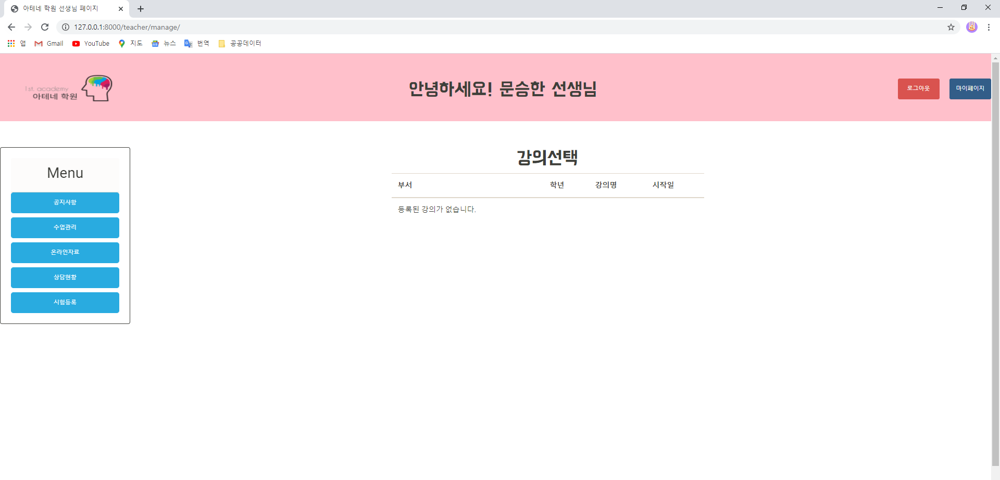 아테네 학원 선생님 페이지
127.0.0.1:8000/teacher/manage/
앱 Gmail YouTube 지도 뉴스 번역 공공데이터
1st. academy
아테네 학원
안녕하세요! 문승한 선생님
로그아웃 마이페이지
강의선택
Menu
부서 학년 강의명 시작일
공지사항
등록된 강의가 없습니다.
수업관리
온라인자료
상담현황
시험등록